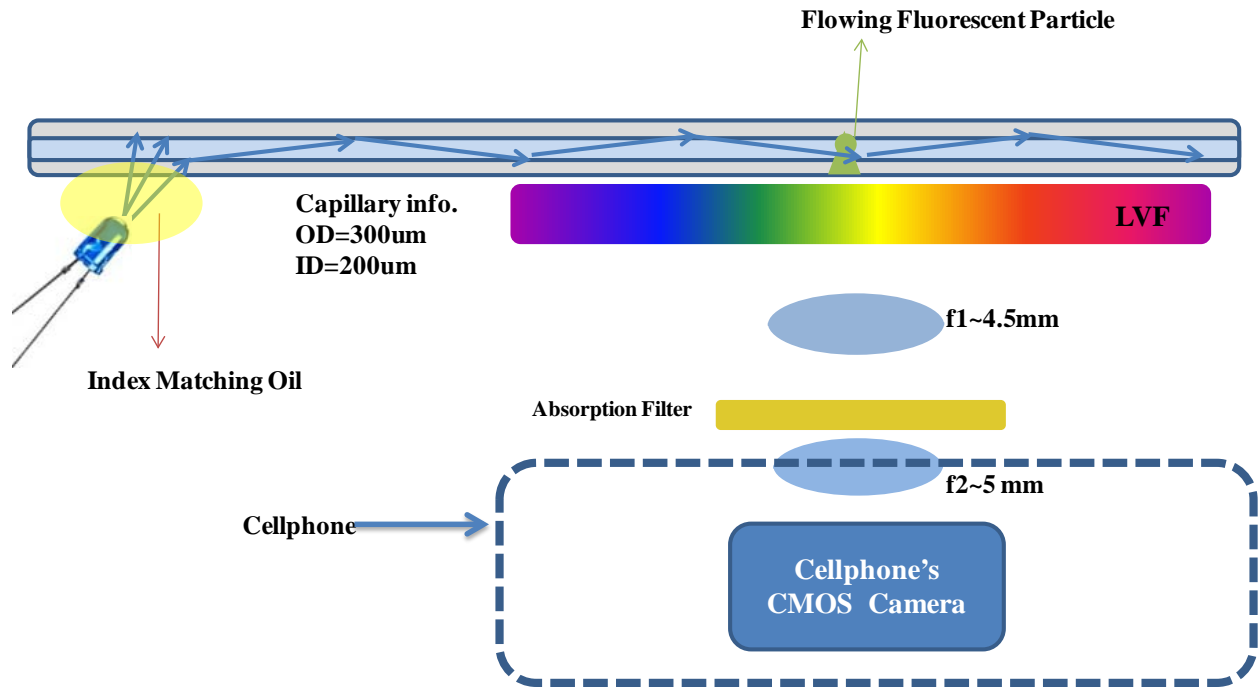 Flowing Fluorescent Particle
Capillary info.
OD=300um
ID=200um
LVF
f1~4.5mm
Index Matching Oil
Absorption Filter
f2~5 mm
Cellphone
Cellphone's
CMOS Camera